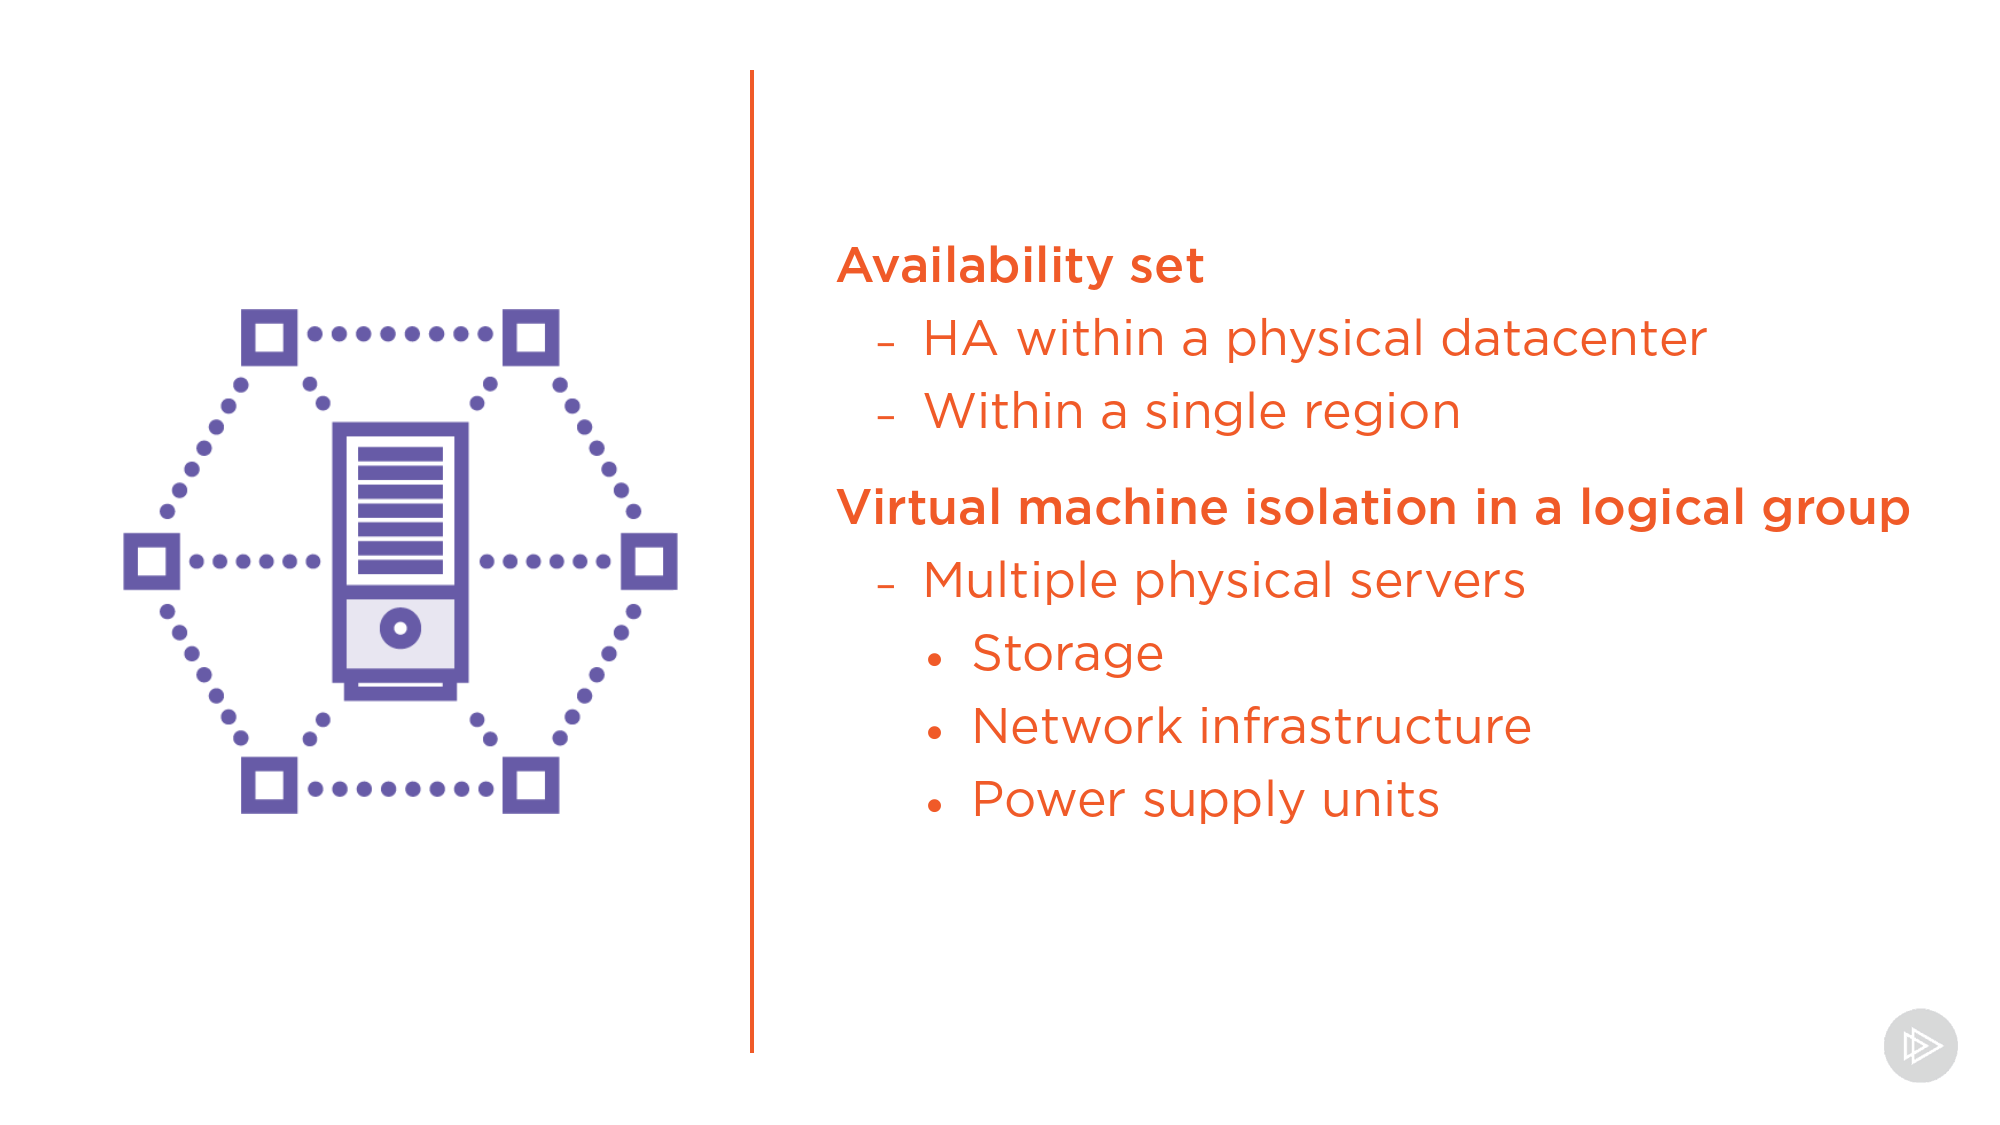 Availability set
– HA within a physical datacenter
– Within a single region
Virtual machine isolation in a logical group
– Multiple physical servers
• Storage
• Network infrastructure
• Power supply units